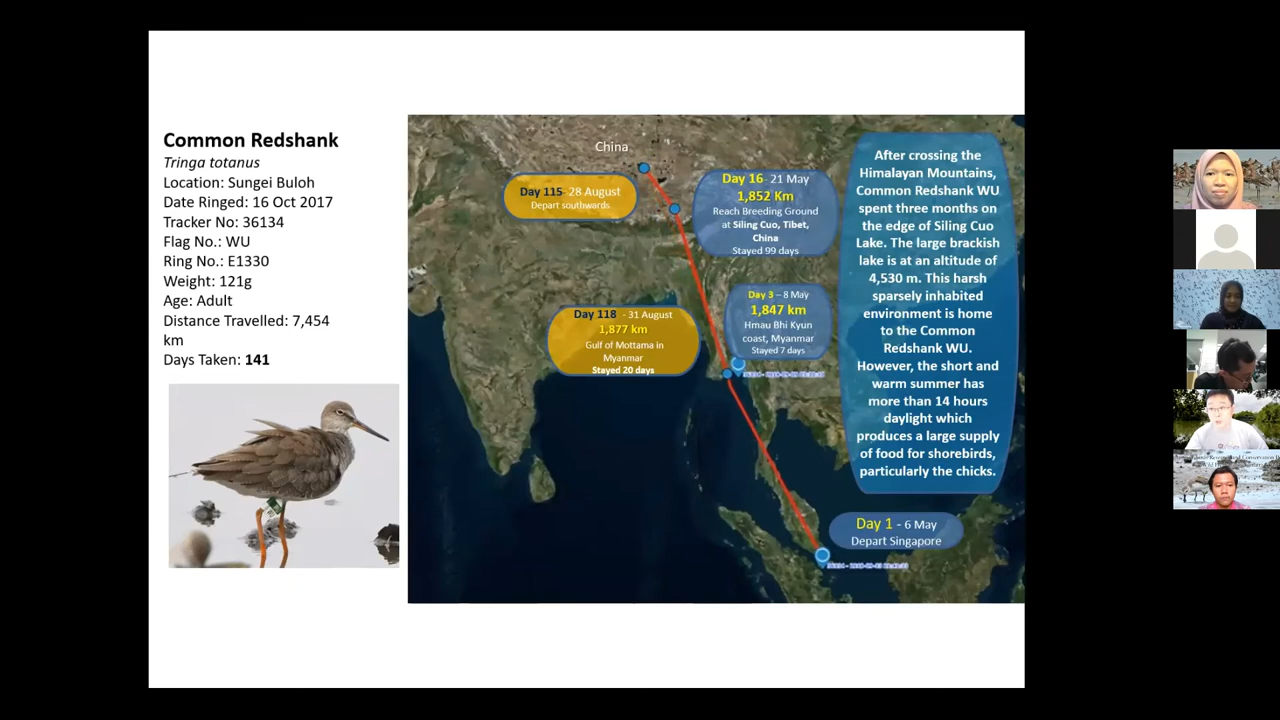 Common Redshank
Tringa totanus
Location: Sungei Buloh
Date Ringed: 16 Oct 2017
Tracker No: 36134
Flag No.: WU
Ring No.: E1330
Weight: 121g
Age: Adult
Distance Travelled: 7,454
km
Days Taken: 141
China
Day 115- 28 August
Depart southwards
Day 16- 21 May
1,852 Km
Reach Breeding Ground
at Siling Cuo, Tibet,
China
Stayed 99 days
Day 3 – 8 May
1,847 km
Hmau Bhi Kyun
coast, Myanmar
Stayed 7 days
Day 118 - 31 August
1,877 km
Gulf of Mottama in
Myanmar
Stayed 20 days
Day 1 - 6 May
Depart Singapore
After crossing the
Himalayan Mountains,
Common Redshank WU
spent three months on
the edge of Siling Cuo
Lake. The large brackish
lake is at an altitude of
4,530 m. This harsh
sparsely inhabited
environment is home
to the Common
Redshank WU.
However, the short and
warm summer has
more than 14 hours
daylight which
produces a large supply
of food for shorebirds,
particularly the chicks.